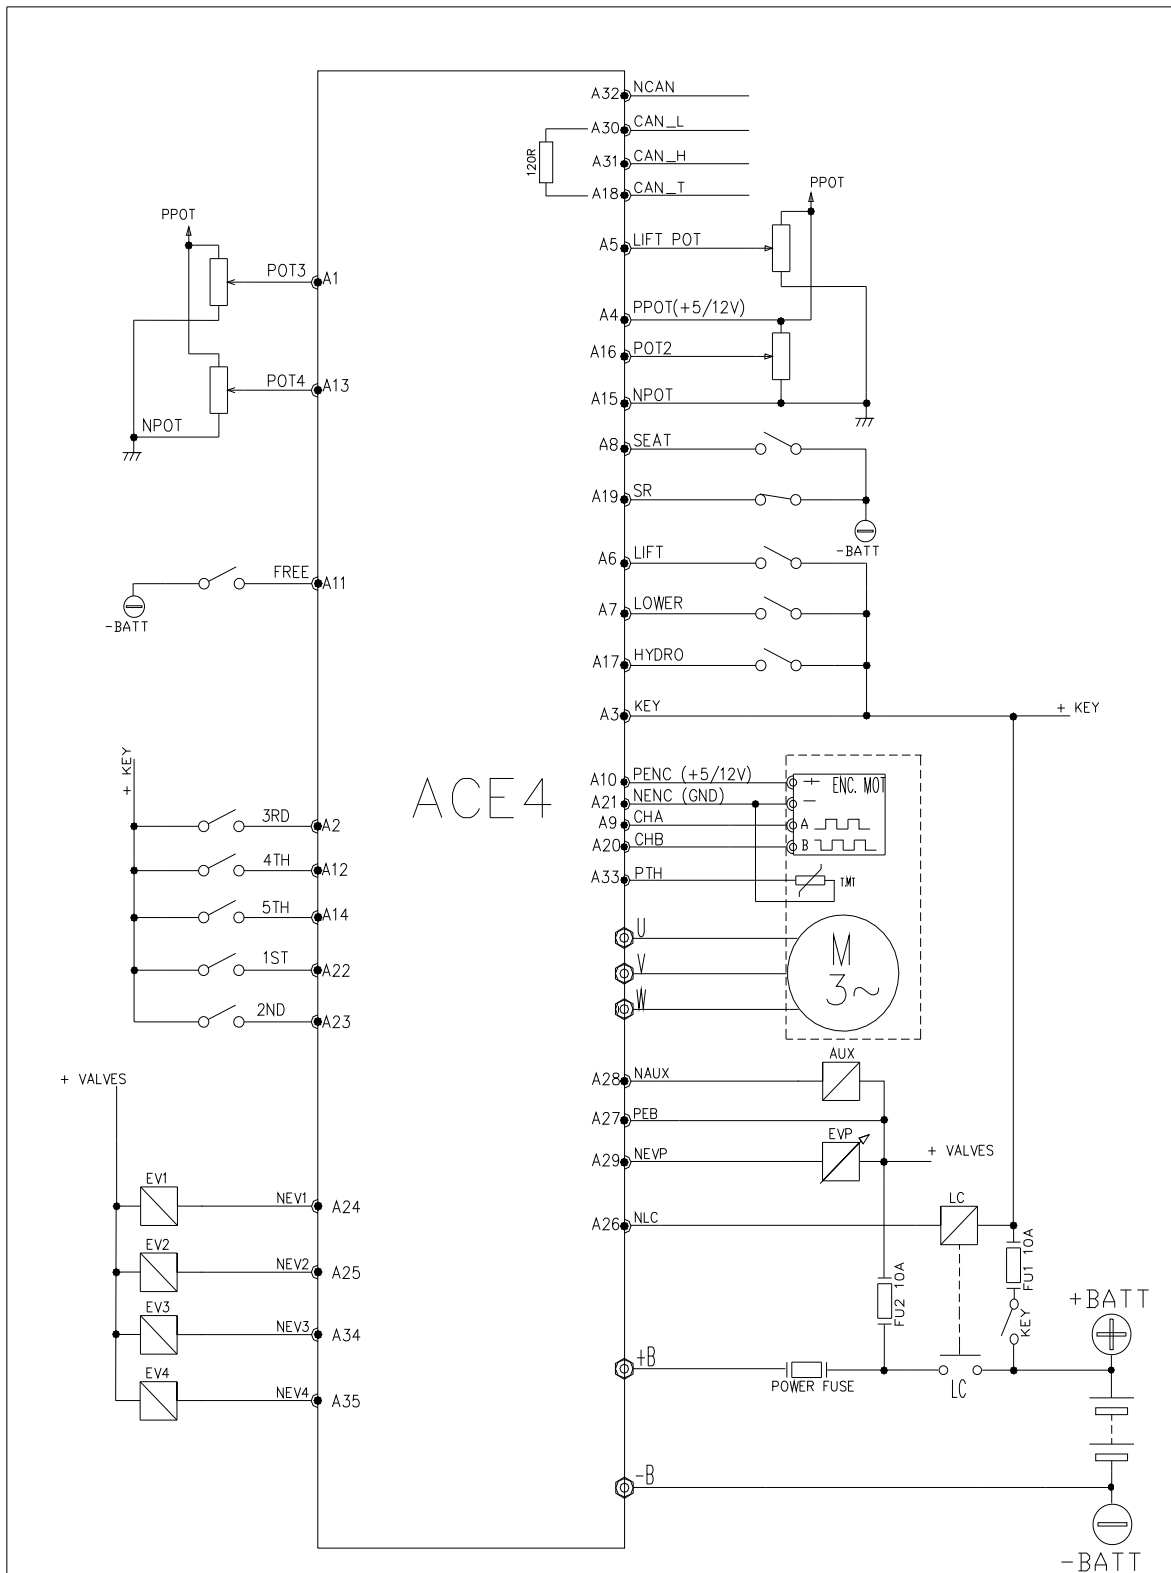 A32 NCAN
A30 CAN_L
120R
A31 CAN_H
A18 CAN_T
PPOT
PPOT
A5 LIFT POT
POT3 A1
A4 PPOT(+5/12V)
A16 POT2
POT4 A13
A15 NPOT
NPOT
A8 SEAT
A19 SR
-BATT
A6 LIFT
FREE A11
-BATT
A7 LOWER
A17 HYDRO
A3 KEY
+ KEY
+ KEY
ACE4
A10 PENC (+5/12V)
ENC. MOT
+
A21 NENC (GND)
-
A9 CHA
A
A20 CHB
B
3RD A2
4TH A12
A33 PTH
T.MT
5TH A14
U
1ST A22
V
M
3~
W
2ND A23
AUX
+ VALVES
A28 NAUX
A27 PEB
EVP
A29 NEVP
+ VALVES
EV1
NEV1 A24
LC
A26 NLC
EV2
NEV2 A25
FU1 10A
FU2 10A
KEY
+BATT
EV3
NEV3 A34
+B
POWER FUSE
LC
EV4
NEV4 A35
-B
-BATT